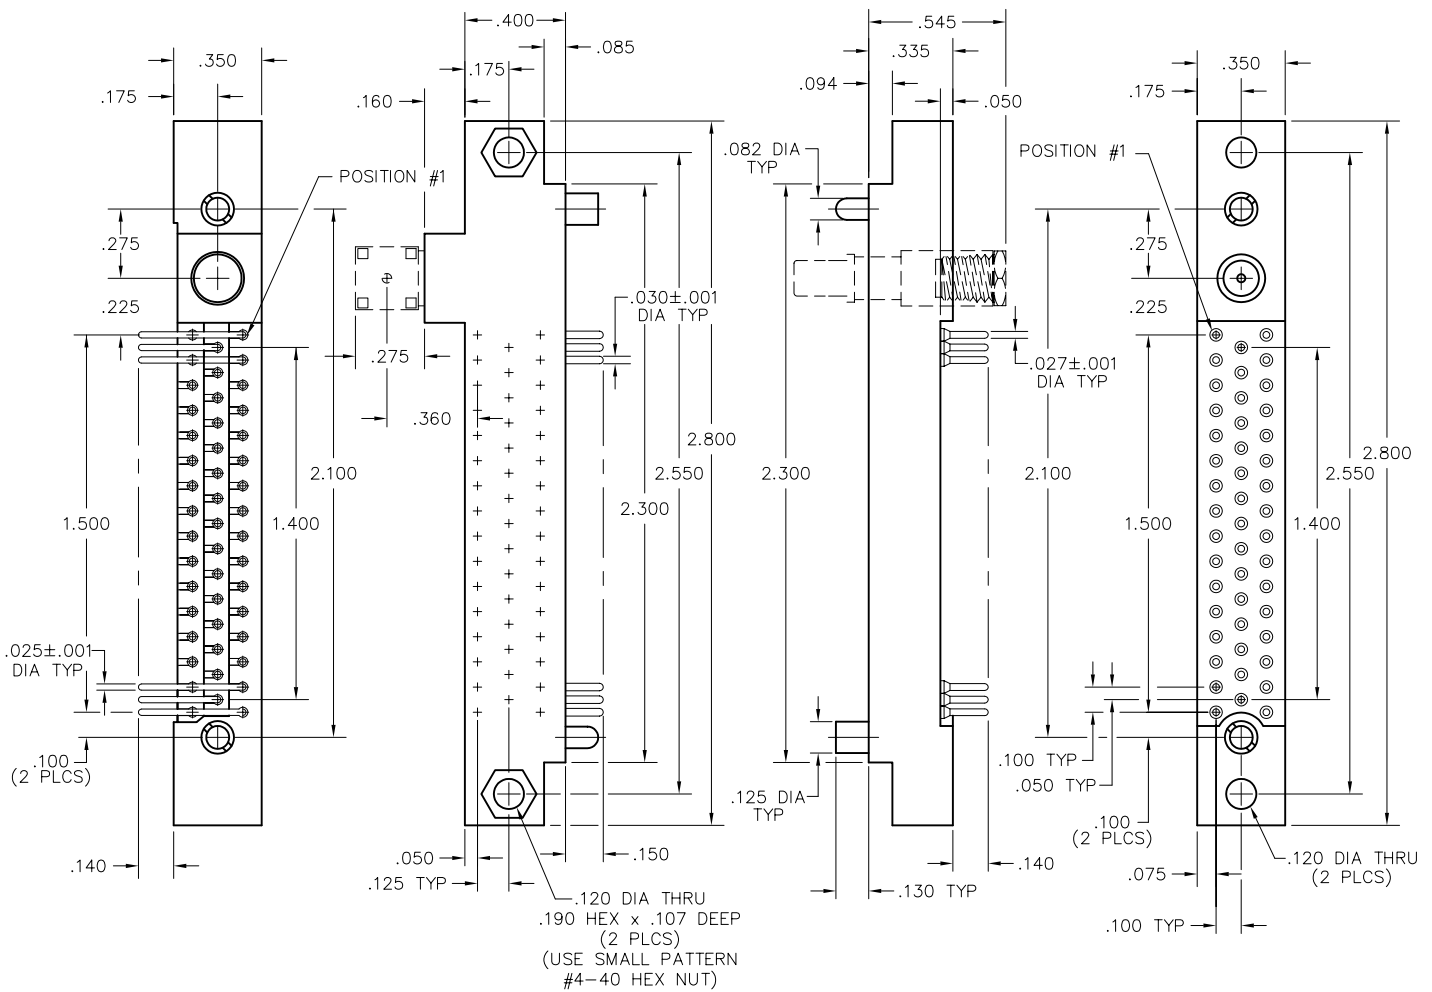 .350
.175
POSITION #1
.275
.225
2.100
1.500
1.400
.025±.001
DIA TYP
.100
(2 PLCS)
.140
.400
.085
.175
.160
.030±.001
DIA TYP
.275
.360
2.800
2.550
2.300
.050
.125 TYP
.150
.120 DIA THRU
.190 HEX x .107 DEEP
(2 PLCS)
(USE SMALL PATTERN
#4-40 HEX NUT)
.545
.335
.094
.050
.082 DIA
TYP
.027±.001
DIA TYP
2.300
.125 DIA
TYP
.130 TYP
.140
.350
.175
POSITION #1
.275
.225
2.100
1.500
1.400
2.550
2.800
.100 TYP
.050 TYP
.100
(2 PLCS)
.075
.100 TYP
.120 DIA THRU
(2 PLCS)